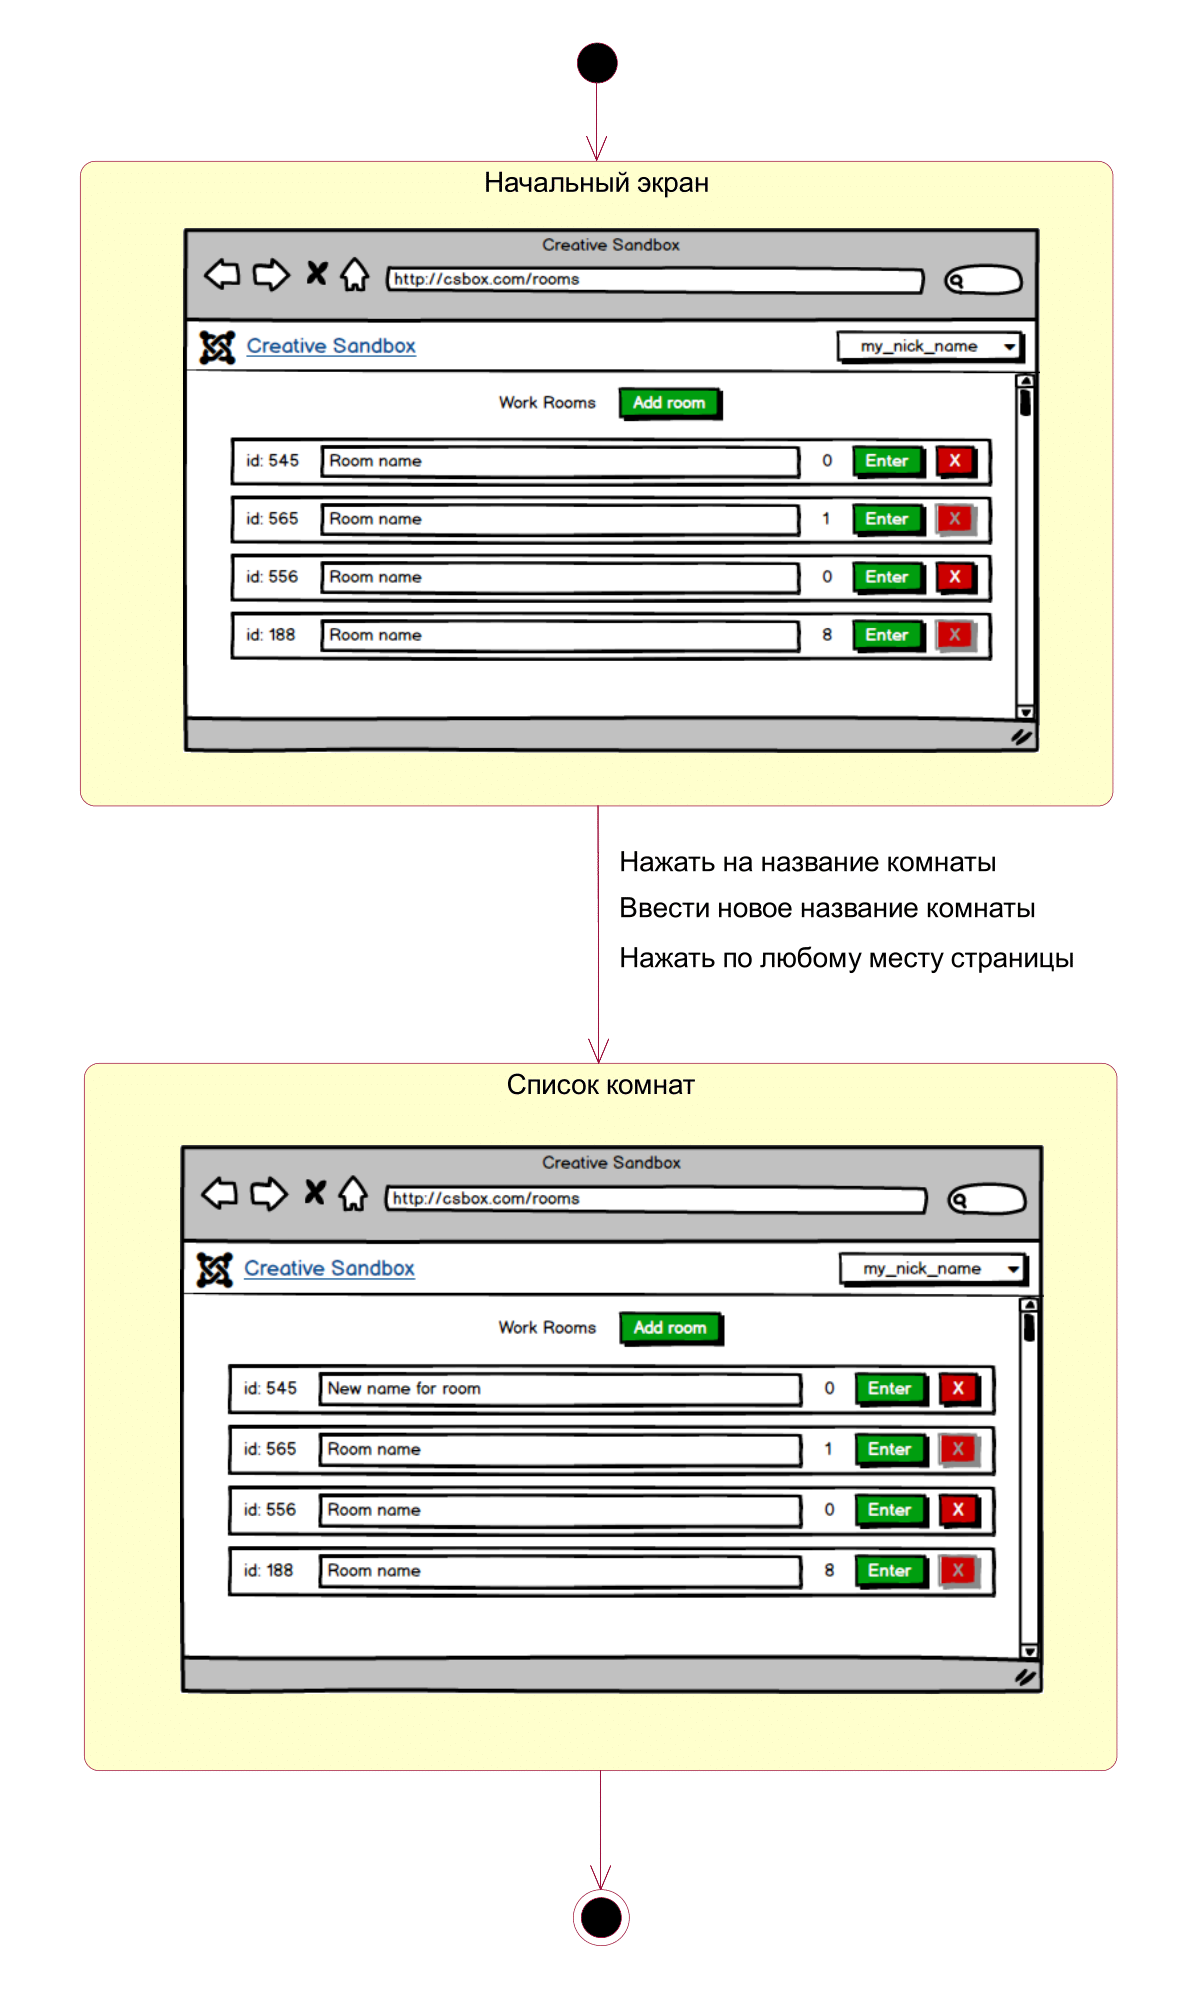 Начальный экран
Creative Sandbox
http://csbox.com/rooms
Creative Sandbox
my_nick_name
Work Rooms Add room
id: 545 Room name 0 Enter X
id: 565 Room name 1 Enter X
id: 556 Room name 0 Enter X
id: 188 Room name 8 Enter X
Нажать на название комнаты
Ввести новое название комнаты
Нажать по любому месту страницы
Список комнат
Creative Sandbox
http://csbox.com/rooms
Creative Sandbox
my_nick_name
Work Rooms Add room
id: 545 New name for room 0 Enter X
id: 565 Room name 1 Enter X
id: 556 Room name 0 Enter X
id: 188 Room name 8 Enter X